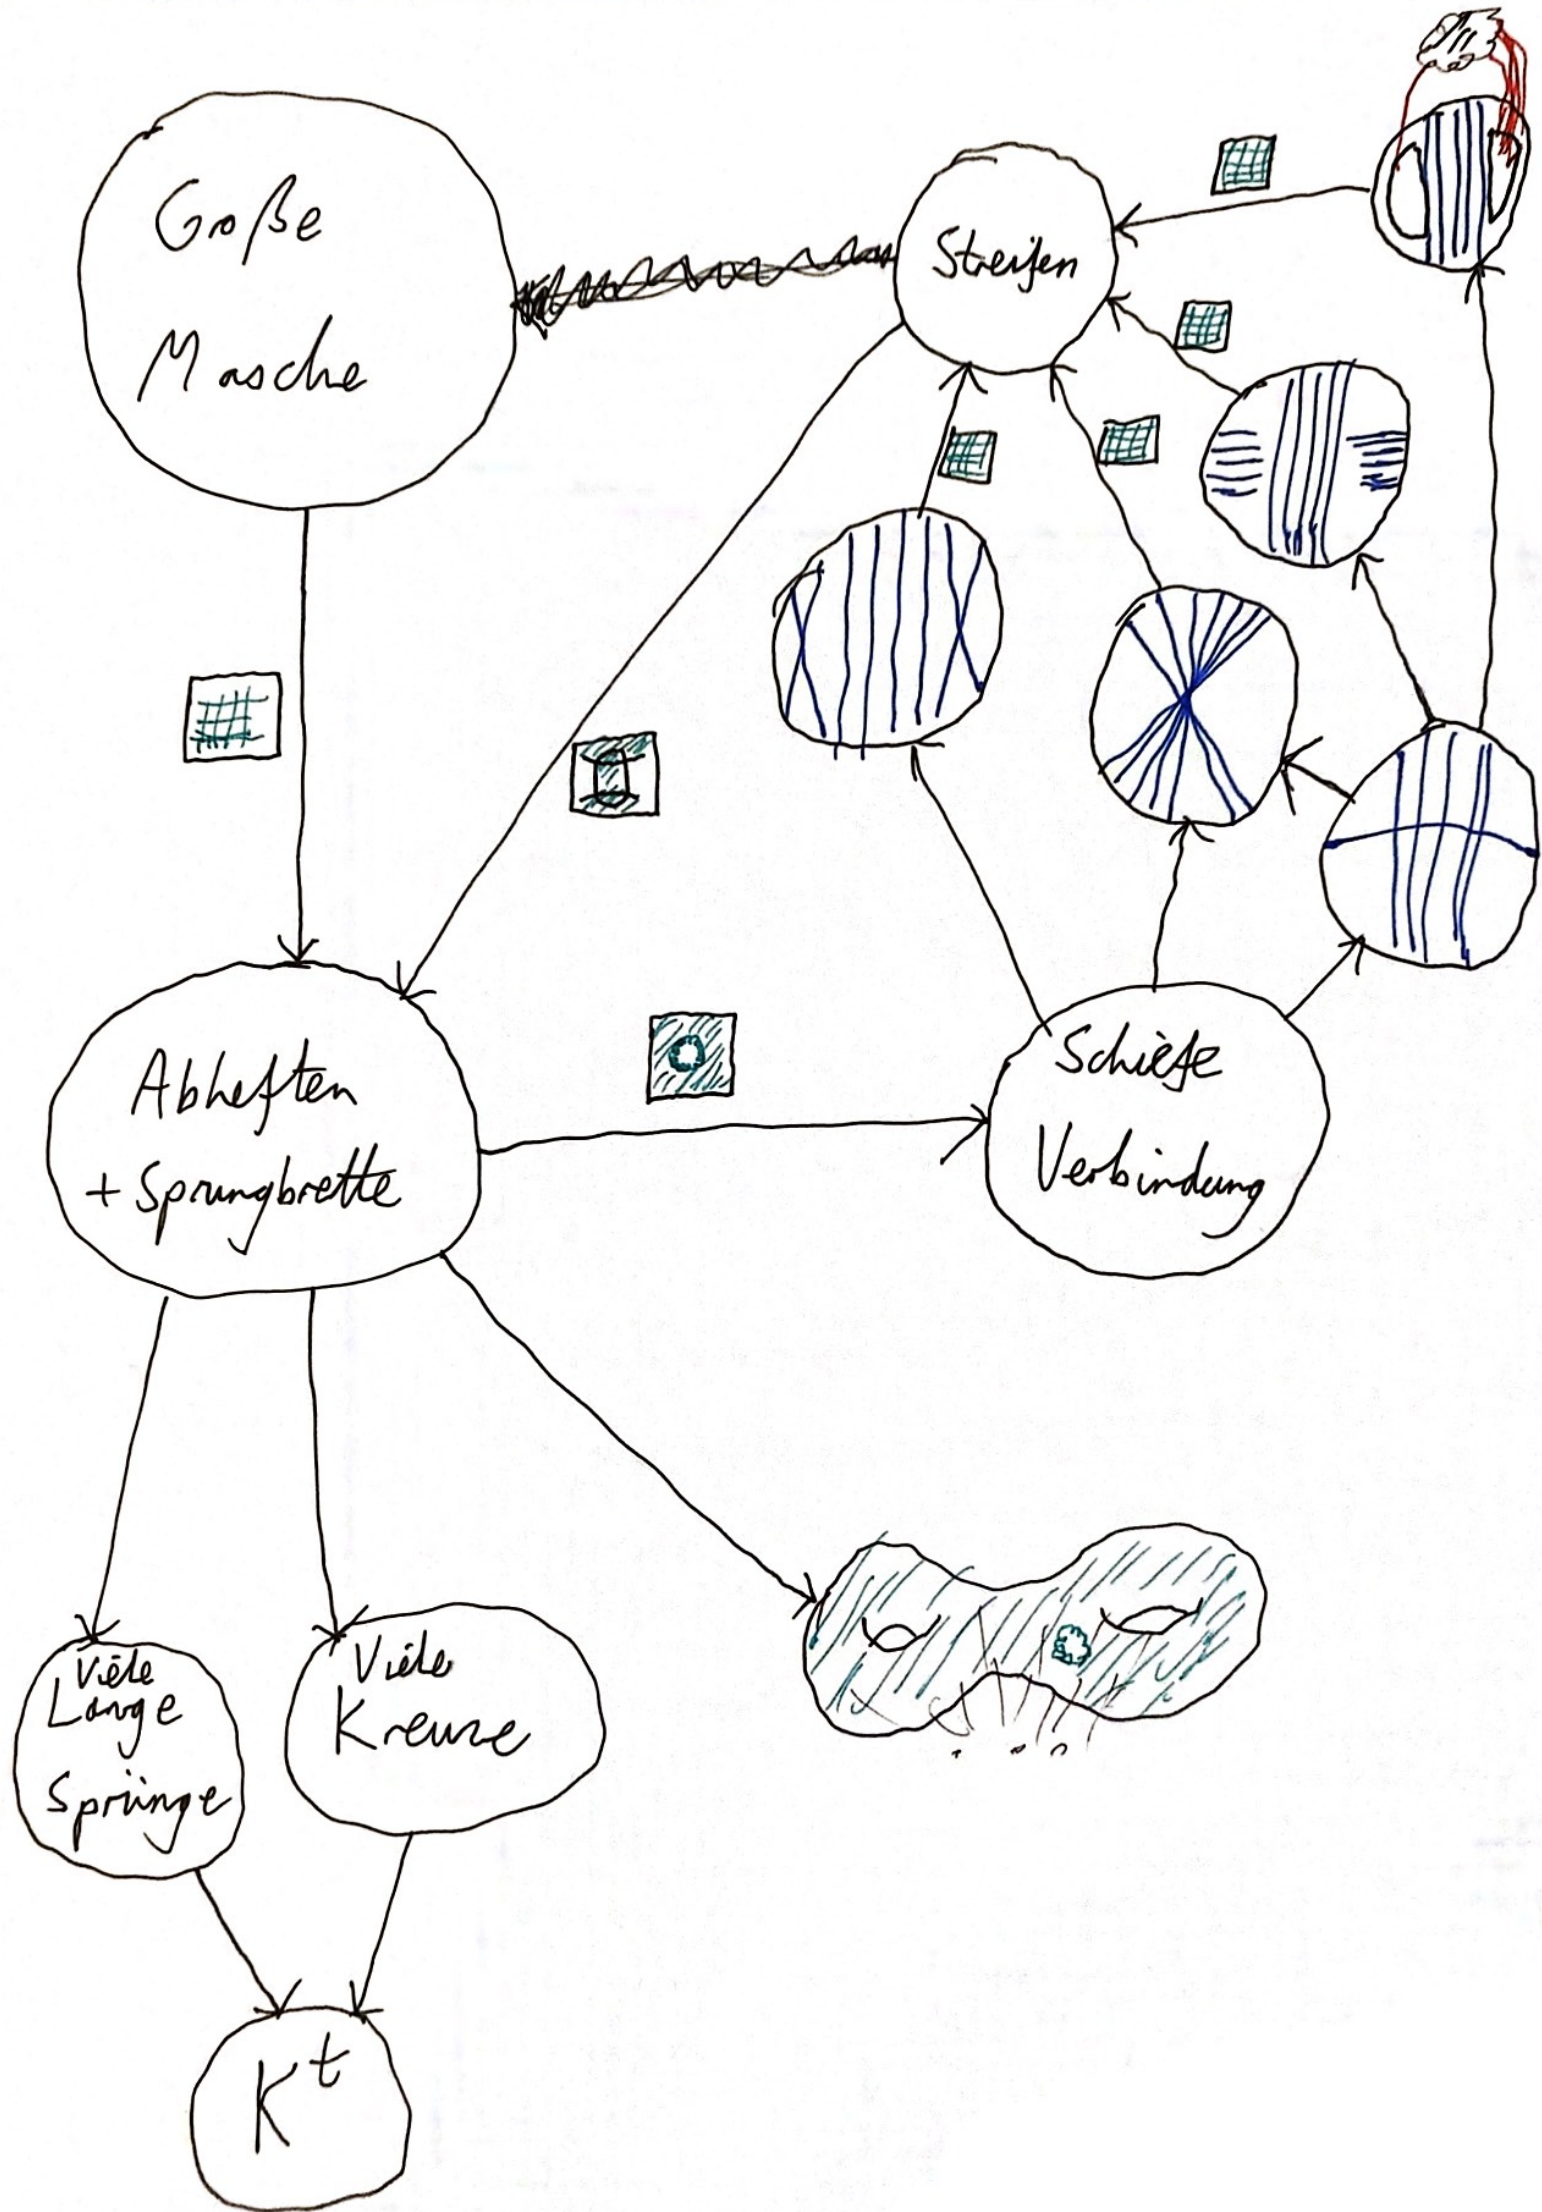 Große
Masche
Streifen
Abheften
+ Sprungbrette
Schiefe
Verbindung
Viele
Lange
Sprünge
Viele
Kreuze
K^t